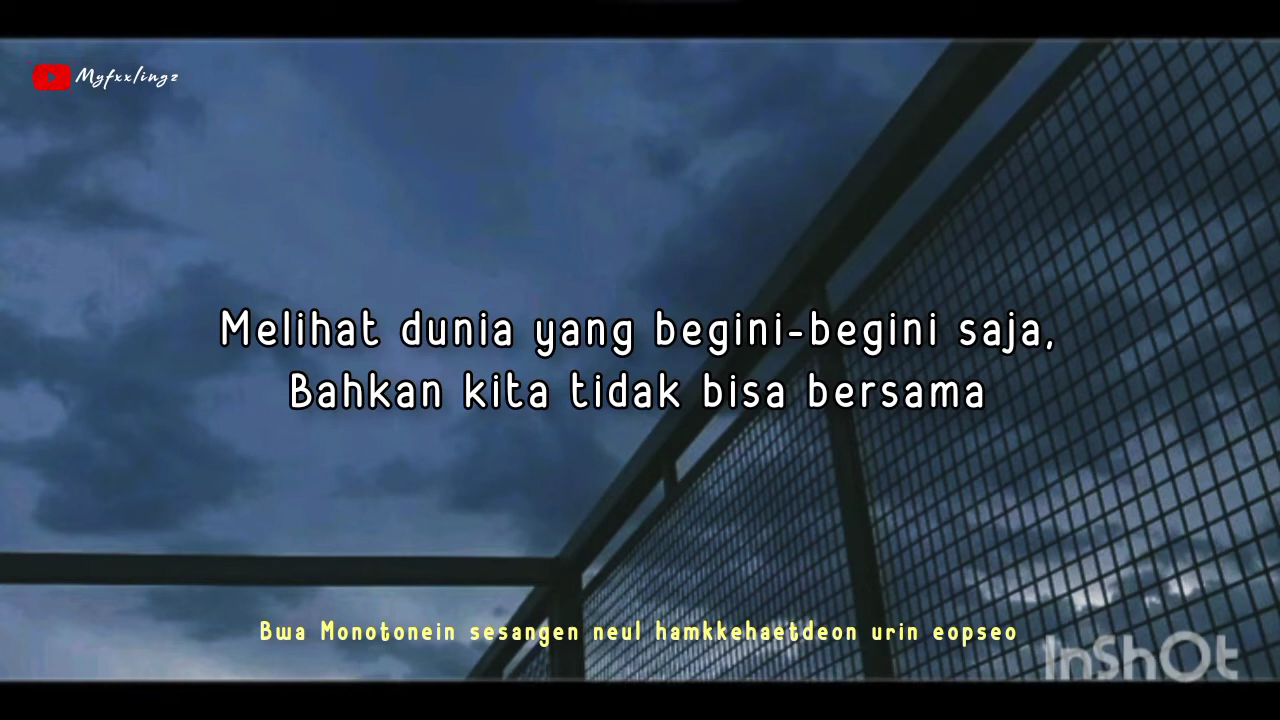 Myfxxlingz
Melihat dunia yang begini-begini saja,
Bahkan kita tidak bisa bersama
Bwa Monotonein sesangen neul hamkkehaetdeon urin eopseo
InShOt